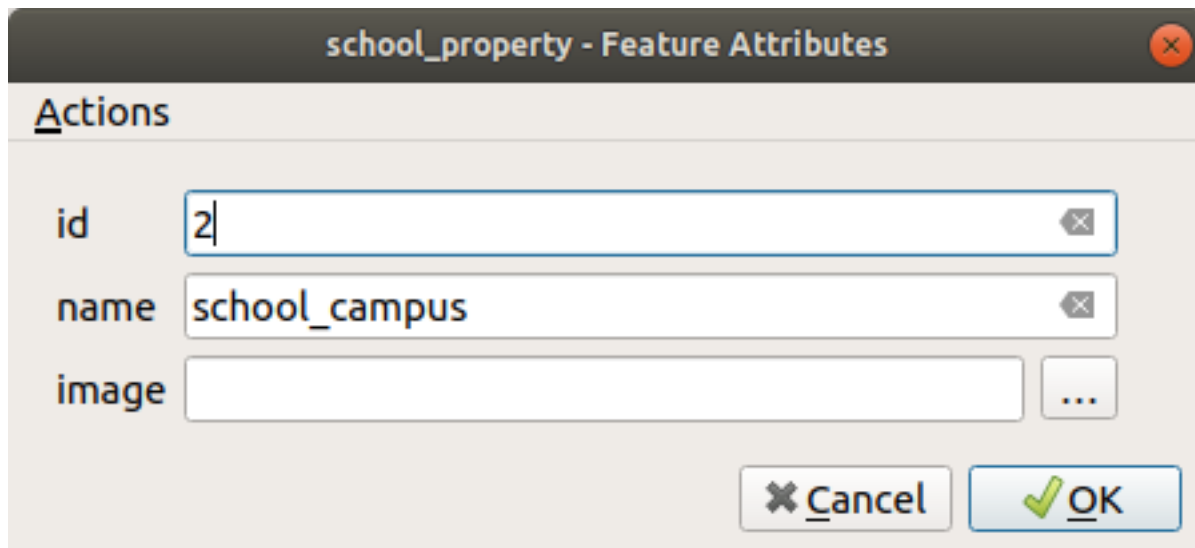 school_property - Feature Attributes
Actions
id 2
name school_campus
image ...
Cancel OK